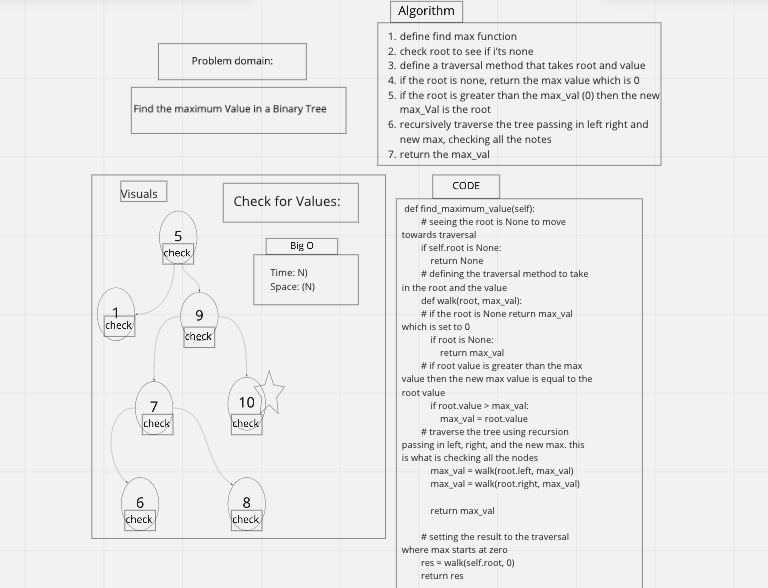 Algorithm
1. define find max function
2. check root to see if i'ts none
3. define a traversal method that takes root and value
4. if the root is none, return the max value which is 0
5. if the root is greater than the max_val (0) then the new
max_Val is the root
6. recursively traverse the tree passing in left right and
new max, checking all the notes
7. return the max_val
Problem domain:
Find the maximum Value in a Binary Tree
Visuals
Check for Values:
Big O
Time: N)
Space: (N)
5
check
1
check
9
check
7
check
10
check
6
check
8
check
CODE
def find_maximum_value(self):
# seeing the root is None to move
towards traversal
if self.root is None:
return None
# defining the traversal method to take
in the root and the value
def walk(root, max_val):
# if the root is None return max_val
which is set to 0
if root is None:
return max_val
# if root value is greater than the max
value then the new max value is equal to the
root value
if root.value > max_val:
max_val = root.value
# traverse the tree using recursion
passing in left, right, and the new max. this
is what is checking all the nodes
max_val = walk(root.left, max_val)
max_val = walk(root.right, max_val)
return max_val
# setting the result to the traversal
where max starts at zero
res = walk(self.root, 0)
return res